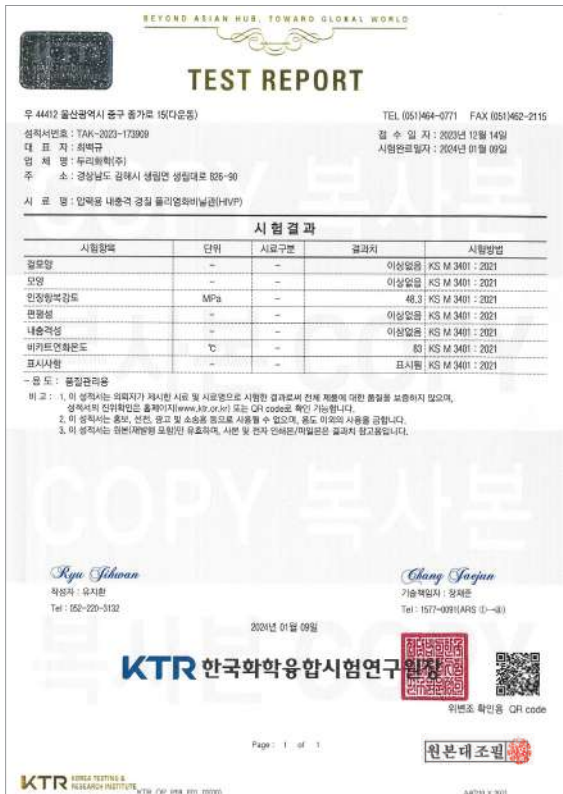 BEYOND ASIAN HUB, TOWARD GLOBAL WORLD
TEST REPORT
우 44412 울산광역시 중구 종가로 15(다운동)
TEL (051)464-0771 FAX (051)462-2115
성적서번호 : TAK-2023-173909
접 수 일 자 : 2023년 12월 14일
대 표 자 : 최백규
시험완료일자 : 2024년 01월 09일
업 체 명 : 두리화학(주)
주 소 : 경상남도 김해시 생림면 생림대로 826-90
시 료 명 : 압력용 내충격 경질 폴리염화비닐관(HIVP)
시 험 결 과
시험항목 단위 시료구분 결과치 시험방법
겉모양 - - 이상없음 KS M 3401 : 2021
모양 - - 이상없음 KS M 3401 : 2021
인장항복강도 MPa - 48.3 KS M 3401 : 2021
편평성 - - 이상없음 KS M 3401 : 2021
내충격성 - - 이상없음 KS M 3401 : 2021
비카트연화온도 ℃ - 83 KS M 3401 : 2021
표시사항 - - 표시됨 KS M 3401 : 2021
- 용 도 : 품질관리용
비 고 : 1. 이 성적서는 의뢰자가 제시한 시료 및 시료명으로 시험한 결과로써 전체 제품에 대한 품질을 보증하지 않으며,
성적서의 진위확인은 홈페이지(www.ktr.or.kr) 또는 QR code로 확인 가능합니다.
2. 이 성적서는 홍보, 선전, 광고 및 소송용 등으로 사용될 수 없으며, 용도 이외의 사용을 금합니다.
3. 이 성적서는 원본(재발행 포함)만 유효하며, 사본 및 전자 인쇄본/파일본은 결과치 참고용입니다.
COPY 복사본
Ryu Jihwan
Chang Jaejun
작성자 : 유지환
기술책임자 : 장재준
Tel : 052-220-3132
Tel : 1577-0091(ARS ①→④)
2024년 01월 09일
KTR 한국화학융합시험연구원장
위변조 확인용 QR code
Page : 1 of 1
원본대조필
KTR KOREA TESTING &
RESEARCH INSTITUTE